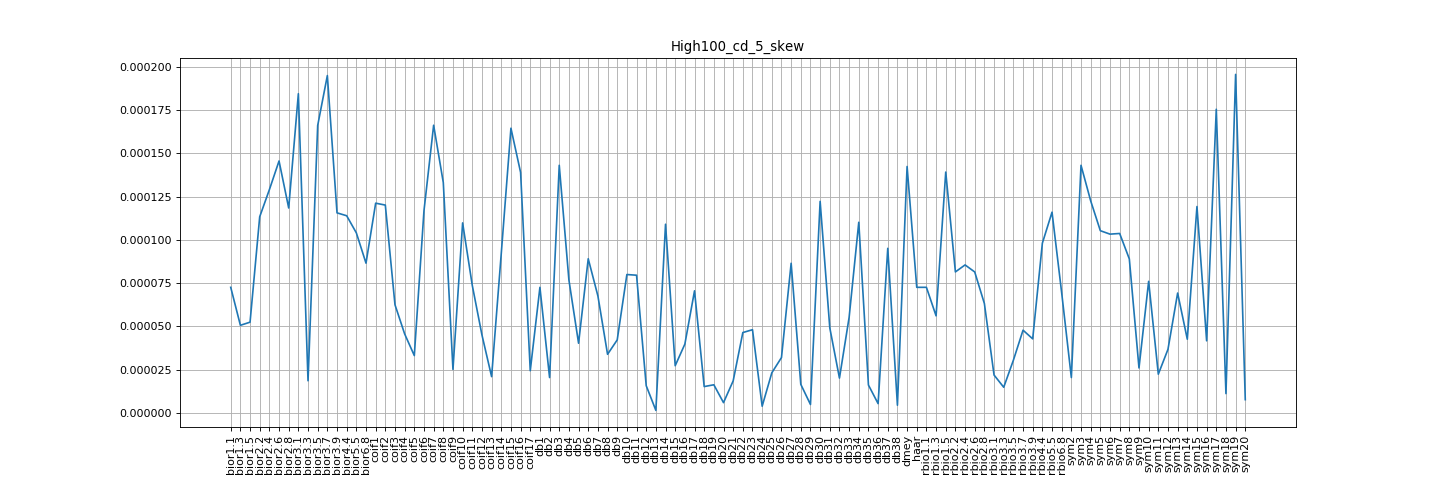 High100_cd_5_skew
0.000200
0.000175
0.000150
0.000125
0.000100
0.000075
0.000050
0.000025
0.000000
bior1.1
bior1.3
bior1.5
bior2.2
bior2.4
bior2.6
bior2.8
bior3.1
bior3.3
bior3.5
bior3.7
bior3.9
bior4.4
bior5.5
bior6.8
coif1
coif2
coif3
coif4
coif5
coif6
coif7
coif8
coif9
coif10
coif11
coif12
coif13
coif14
coif15
coif16
coif17
db1
db2
db3
db4
db5
db6
db7
db8
db9
db10
db11
db12
db13
db14
db15
db16
db17
db18
db19
db20
db21
db22
db23
db24
db25
db26
db27
db28
db29
db30
db31
db32
db33
db34
db35
db36
db37
db38
dmey
haar
rbio1.1
rbio1.3
rbio1.5
rbio2.2
rbio2.4
rbio2.6
rbio2.8
rbio3.1
rbio3.3
rbio3.5
rbio3.7
rbio3.9
rbio4.4
rbio5.5
rbio6.8
sym2
sym3
sym4
sym5
sym6
sym7
sym8
sym9
sym10
sym11
sym12
sym13
sym14
sym15
sym16
sym17
sym18
sym19
sym20